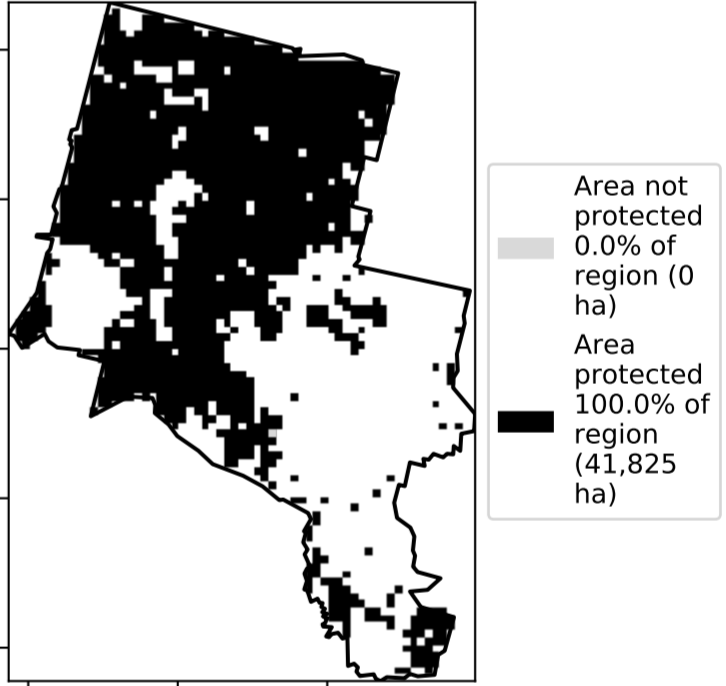 Area not
protected
0.0% of
region (0
ha)
Area
protected
100.0% of
region
(41,825
ha)